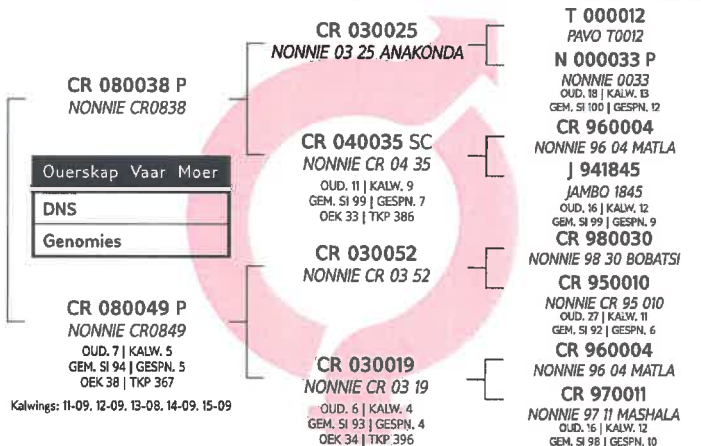 CR 080038 P
NONNIE CR0838
Ouerskap Vaar Moer
DNS
Genomies
CR 080049 P
NONNIE CR0849
OUD. 7 | KALW. 5
GEM. SI 94 | GESPN. 5
OEK 38 | TKP 367
Kalwings: 11-09, 12-09, 13-08, 14-09, 15-09
CR 030025
NONNIE 03 25 ANAKONDA
CR 040035 SC
NONNIE CR 04 35
OUD. 11 | KALW. 9
GEM. SI 99 | GESPN. 7
OEK 33 | TKP 386
CR 030052
NONNIE CR 03 52
CR 030019
NONNIE CR 03 19
OUD. 6 | KALW. 4
GEM. SI 93 | GESPN. 4
OEK 34 | TKP 396
T 000012
PAVO T0012
N 000033 P
NONNIE 0033
OUD. 18 | KALW. 13
GEM. SI 100 | GESPN. 12
CR 960004
NONNIE 96 04 MATLA
J 941845
JAMBO 1845
OUD. 16 | KALW. 12
GEM. SI 99 | GESPN. 9
CR 980030
NONNIE 98 30 BOBATSI
CR 950010
NONNIE CR 95 010
OUD. 27 | KALW. 11
GEM. SI 92 | GESPN. 6
CR 960004
NONNIE 96 04 MATLA
CR 970011
NONNIE 97 11 MASHALA
OUD. 16 | KALW. 12
GEM. SI 98 | GESPN. 10